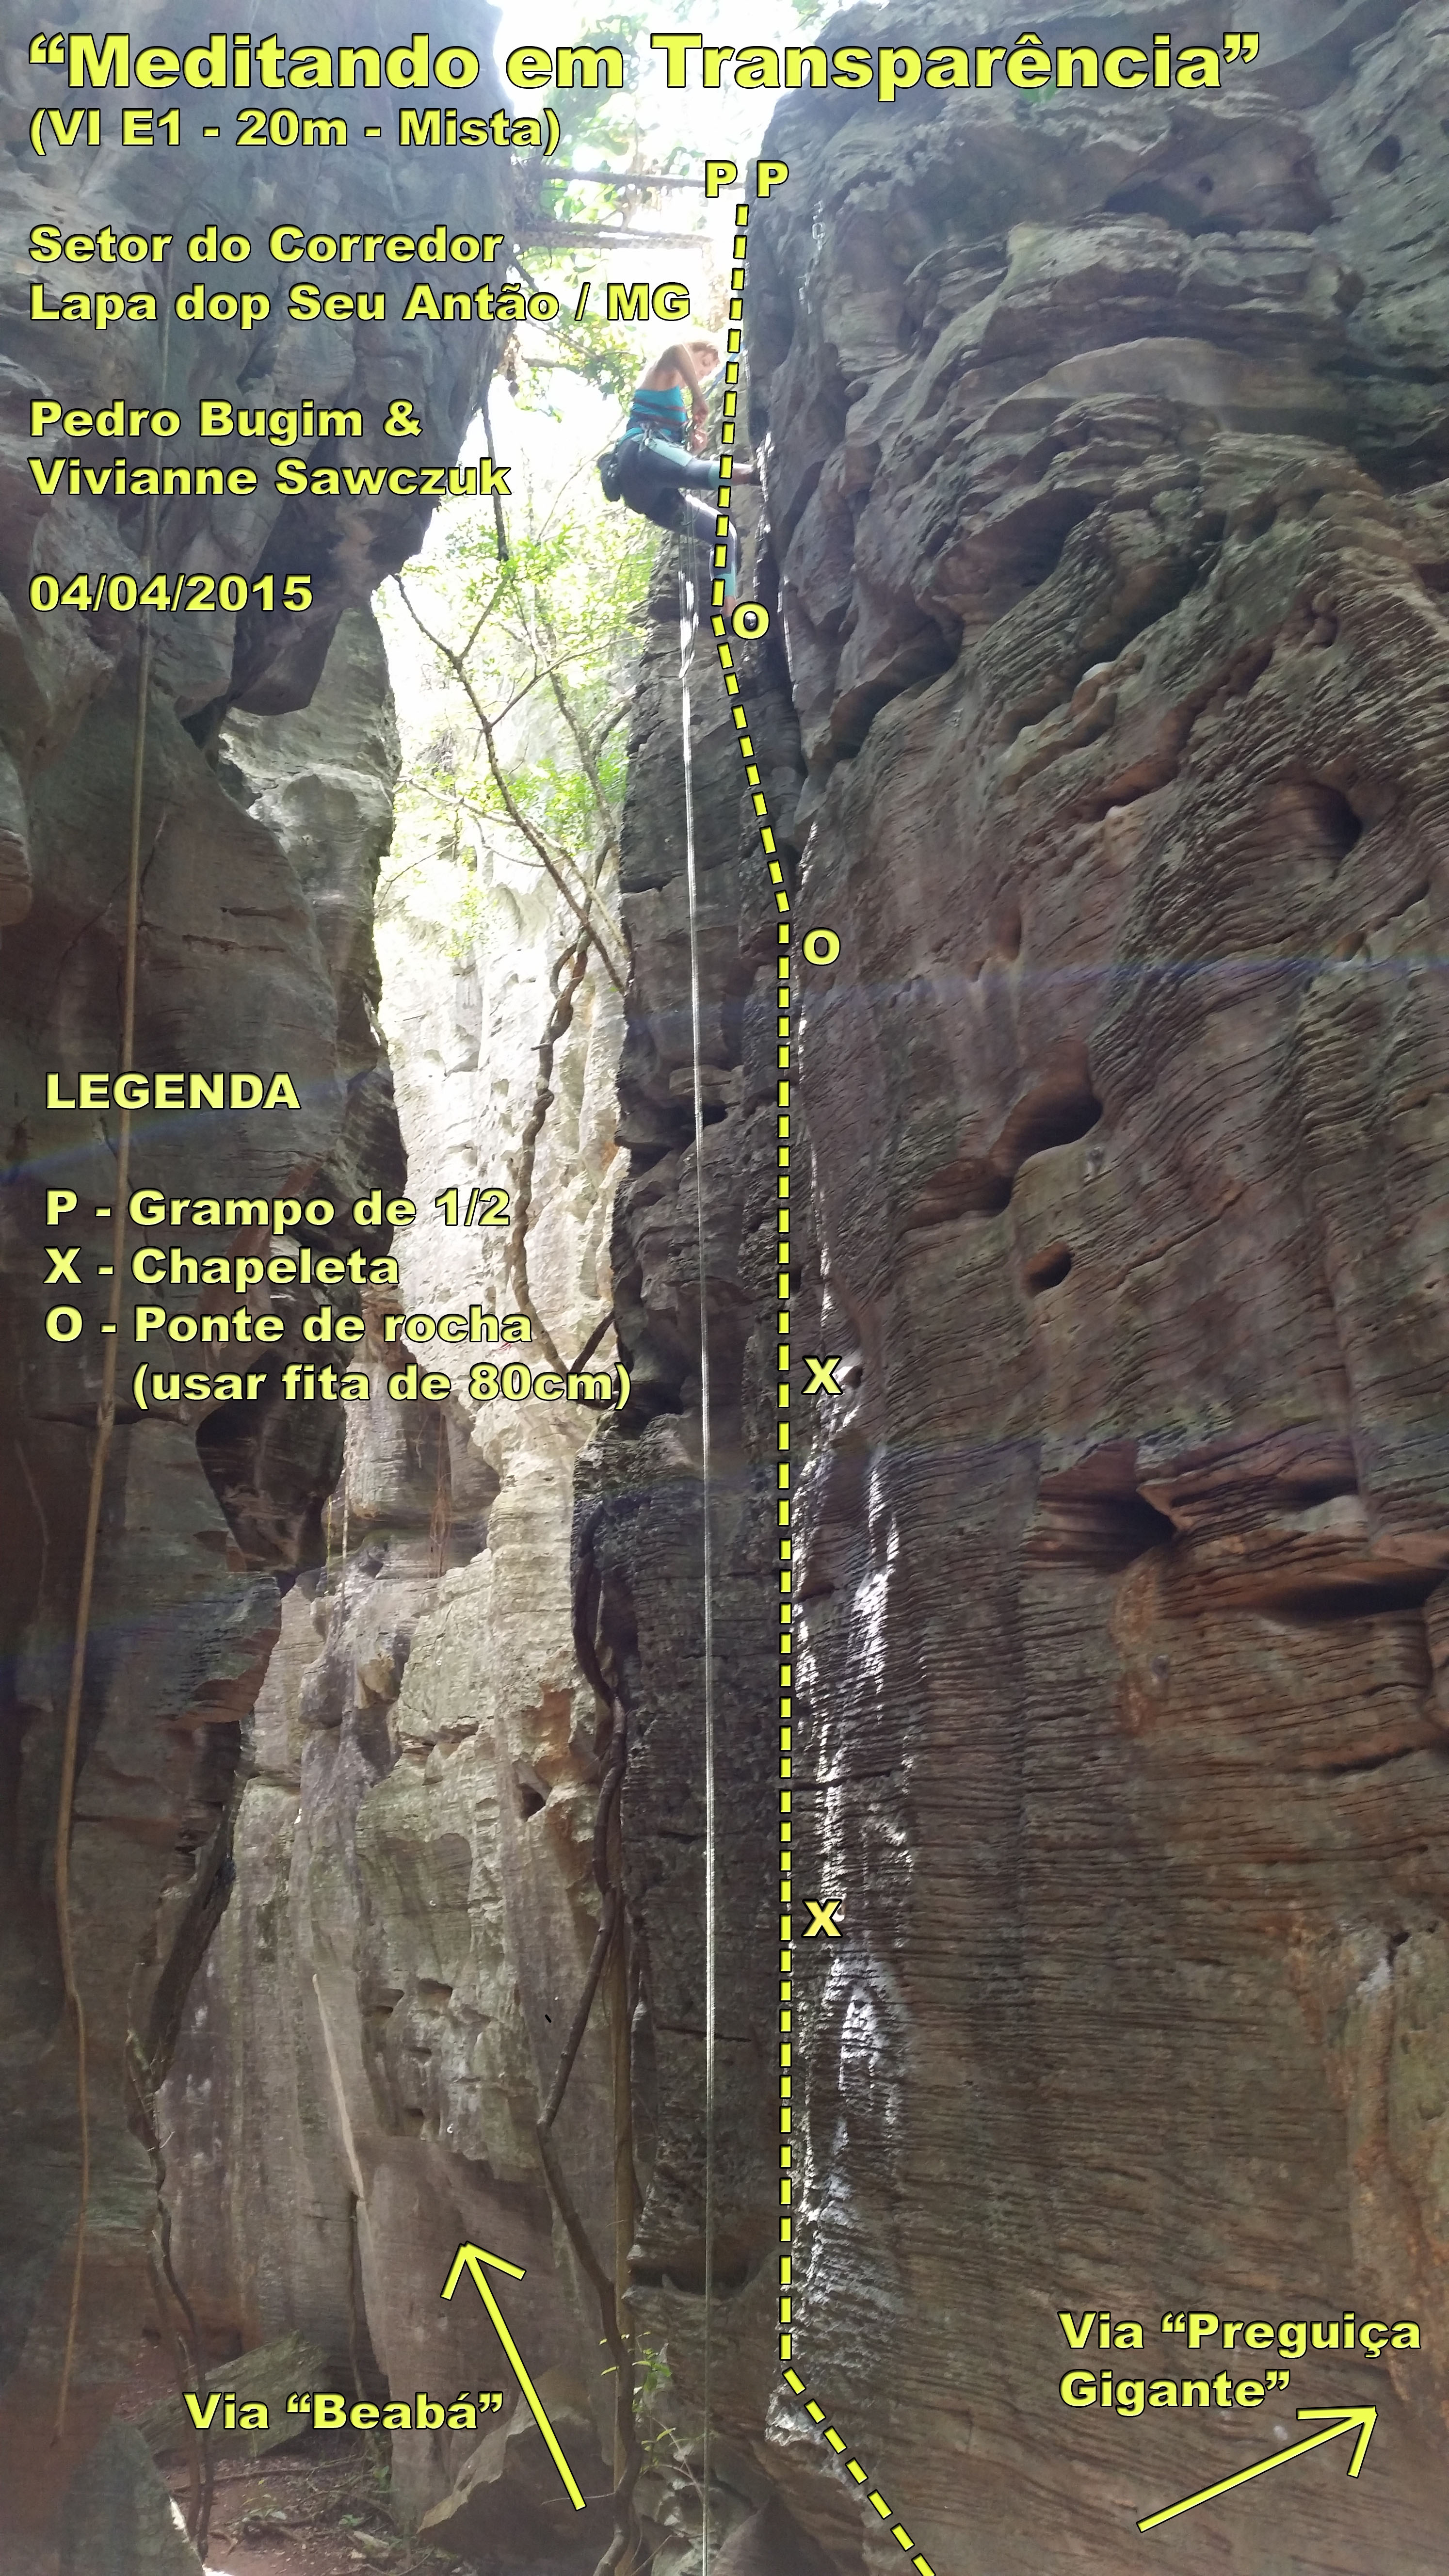 “Meditando em Transparência”
(VI E1 - 20m - Mista)
P P
Setor do Corredor
Lapa dop Seu Antão / MG
Pedro Bugim &
Vivianne Sawczuk
04/04/2015
O
O
LEGENDA
P - Grampo de 1/2
X - Chapeleta
O - Ponte de rocha
(usar fita de 80cm)
X
X
Via “Preguiça
Gigante”
Via “Beabá”